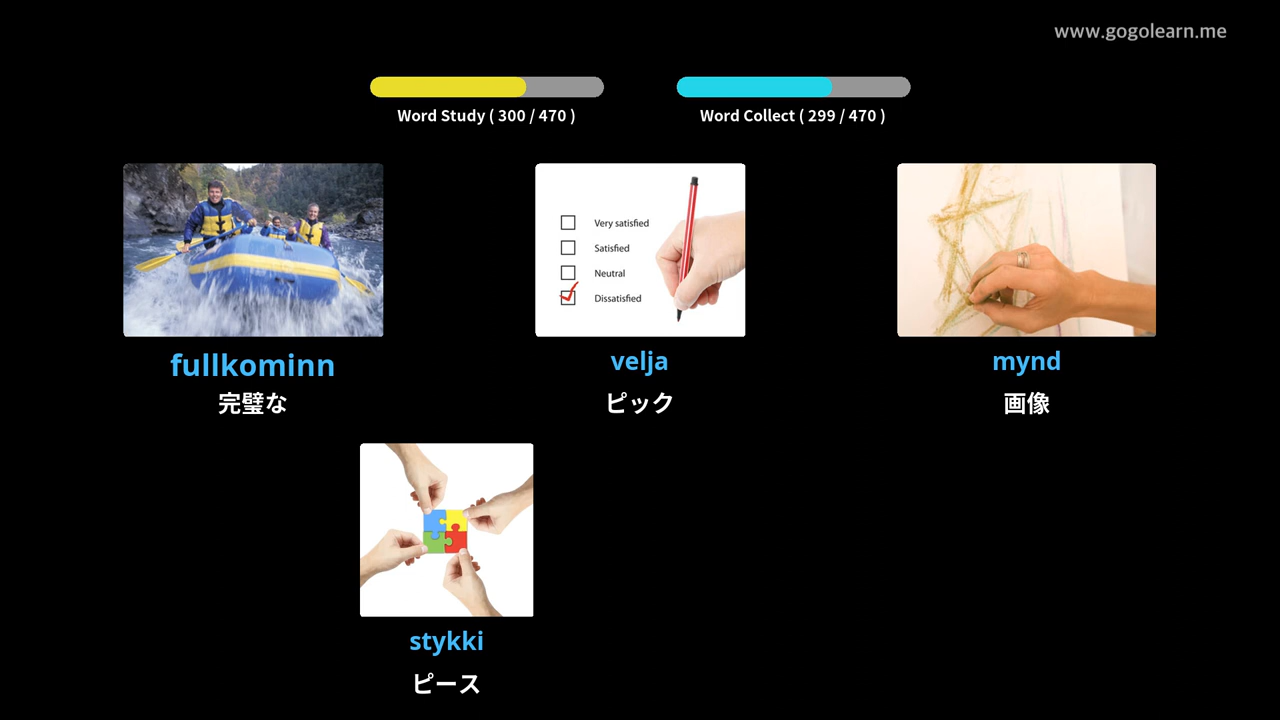 www.gogolearn.me
Word Study ( 300 / 470 )
Word Collect ( 299 / 470 )
Very satisfied
Satisfied
Neutral
Dissatisfied
fullkominn
velja
mynd
完璧な
ピック
画像
stykki
ピース